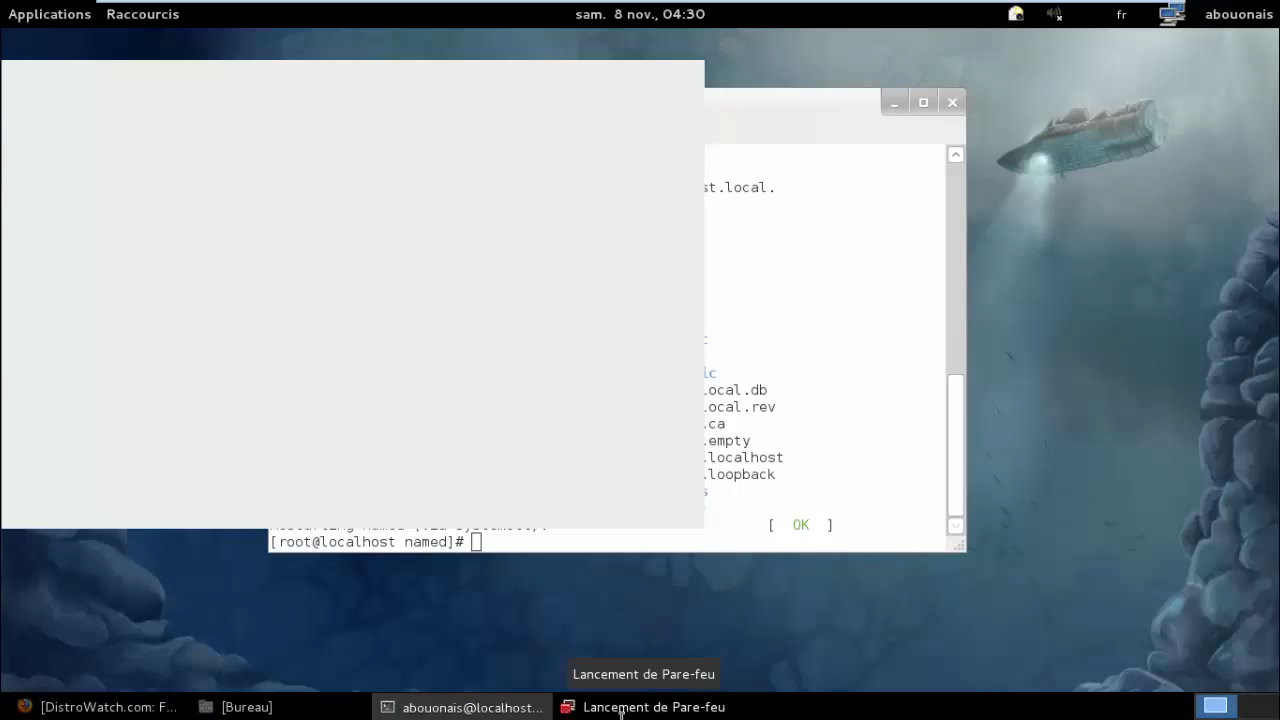 Applications Raccourcis sam. 8 nov., 04:30 fr abouonais
st.local.
ic
ocal.db
ocal.rev
.ca
.empty
.localhost
.loopback
s
[ OK ]
[root@localhost named]#
Lancement de Pare-feu
[DistroWatch.com: F... [Bureau] abouonais@localhost... Lancement de Pare-feu